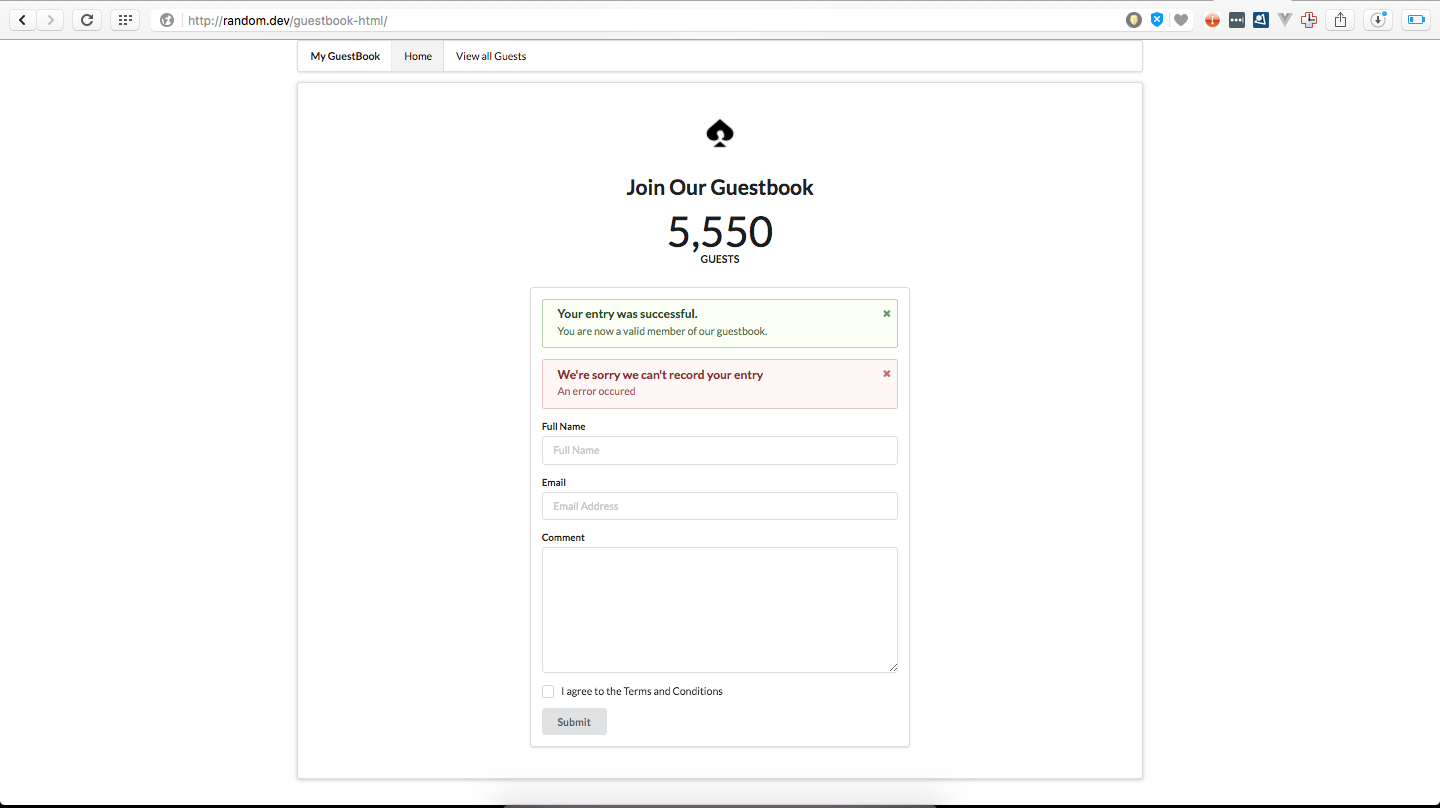 http://random.dev/guestbook-html/
My GuestBook Home View all Guests
Join Our Guestbook
5,550
GUESTS
Your entry was successful.
You are now a valid member of our guestbook.
We're sorry we can't record your entry
An error occured
Full Name
Full Name
Email
Email Address
Comment
I agree to the Terms and Conditions
Submit